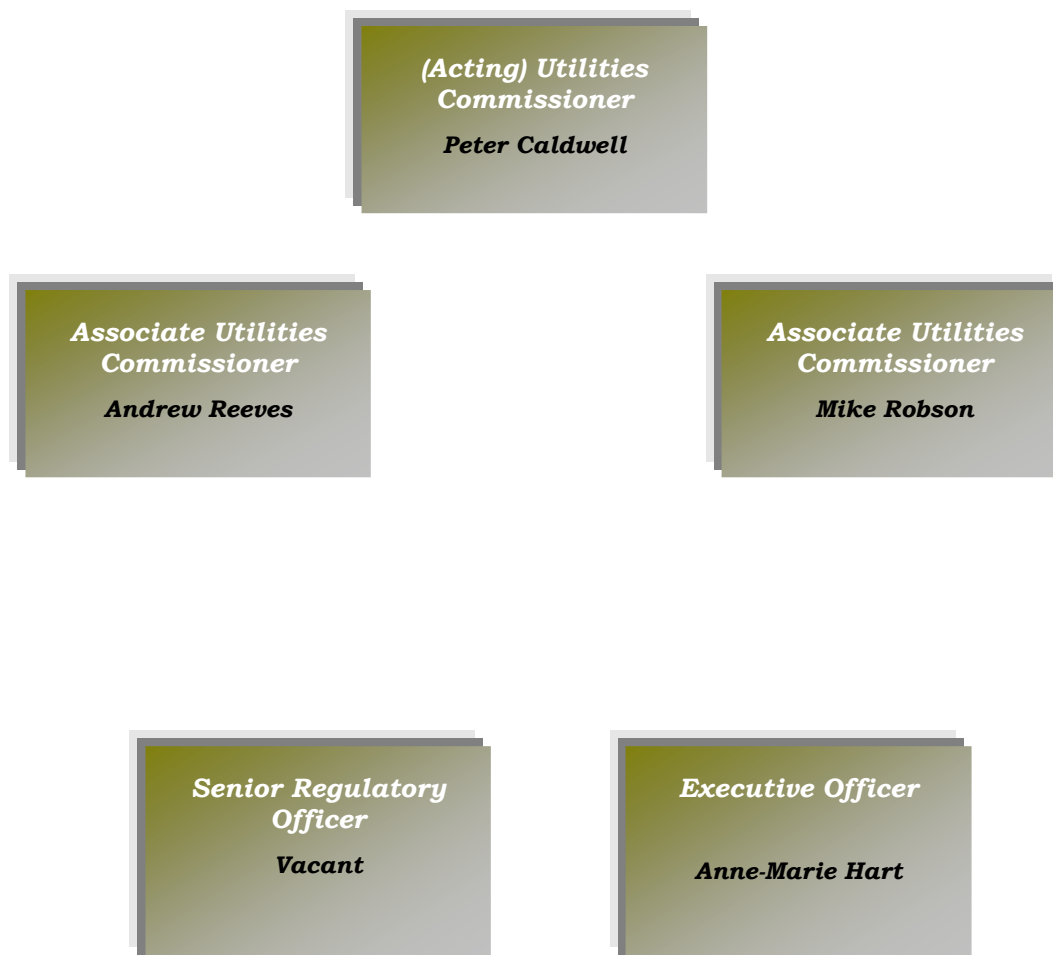 (Acting) Utilities
Commissioner
Peter Caldwell
Associate Utilities
Commissioner
Andrew Reeves
Associate Utilities
Commissioner
Mike Robson
Senior Regulatory
Officer
Vacant
Executive Officer
Anne-Marie Hart